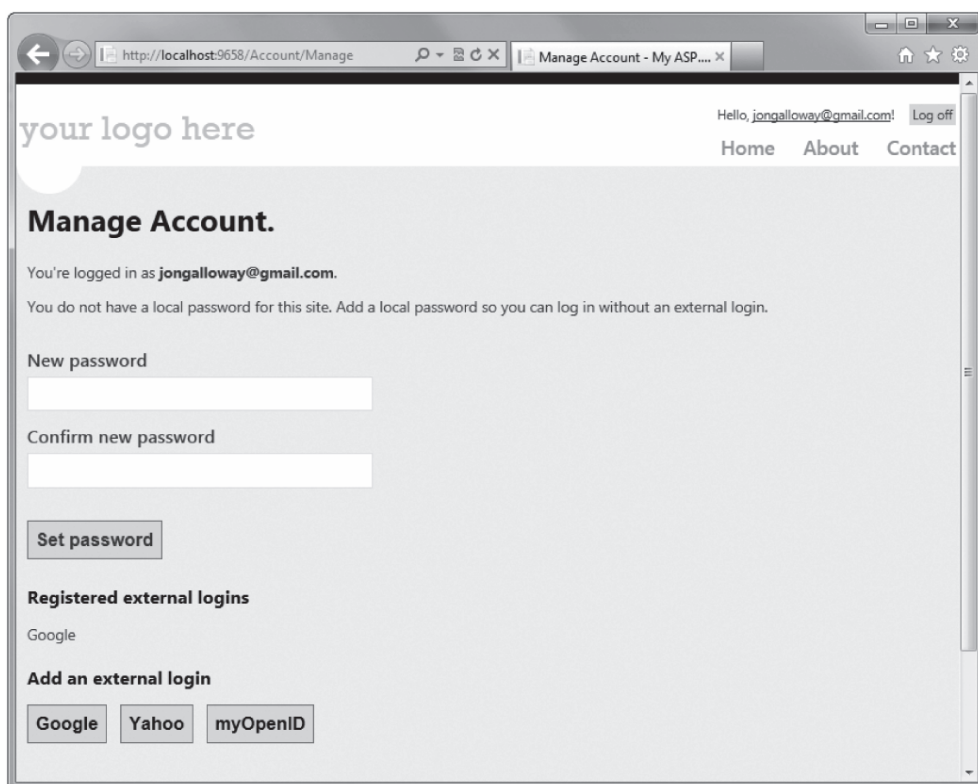 http://localhost:9658/Account/Manage
Manage Account - My ASP....
your logo here
Hello, jongalloway@gmail.com! Log off
Home About Contact
Manage Account.
You're logged in as jongalloway@gmail.com.
You do not have a local password for this site. Add a local password so you can log in without an external login.
New password
Confirm new password
Set password
Registered external logins
Google
Add an external login
Google Yahoo myOpenID